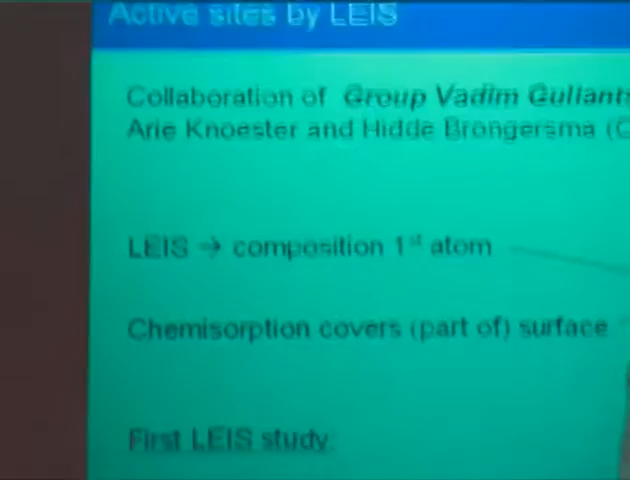 Active sites by LEIS
Collaboration of Group Vadim
Arie Knoester and Hidde Brongersma
LEIS → composition 1st atom
Chemisorption covers (part of) surface
First LEIS study